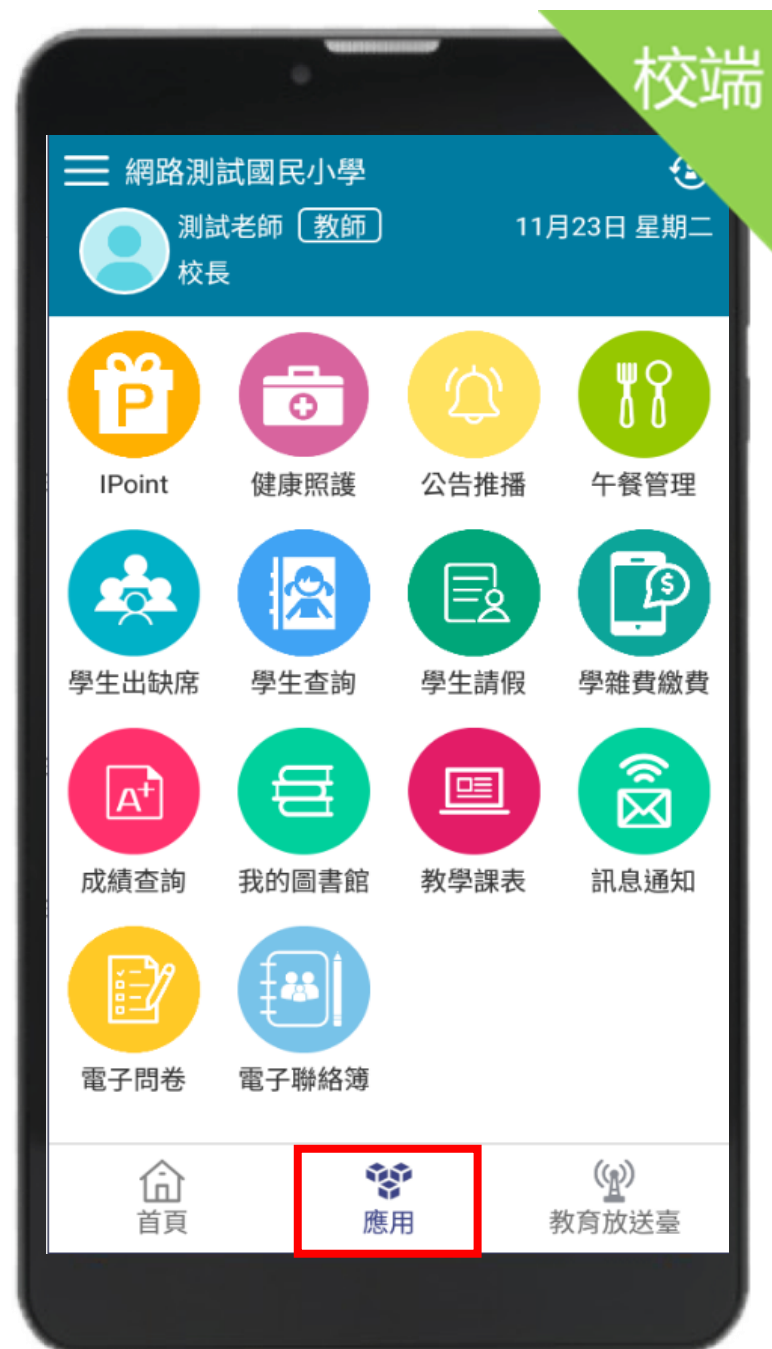 校端
網路測試國民小學
測試老師 教師 11月23日 星期二
校長
P
IPoint 健康照護 公告推播 午餐管理
$
學生出缺席 學生查詢 學生請假 學雜費繳費
A+
成績查詢 我的圖書館 教學課表 訊息通知
電子問卷 電子聯絡簿
首頁 應用 教育放送臺